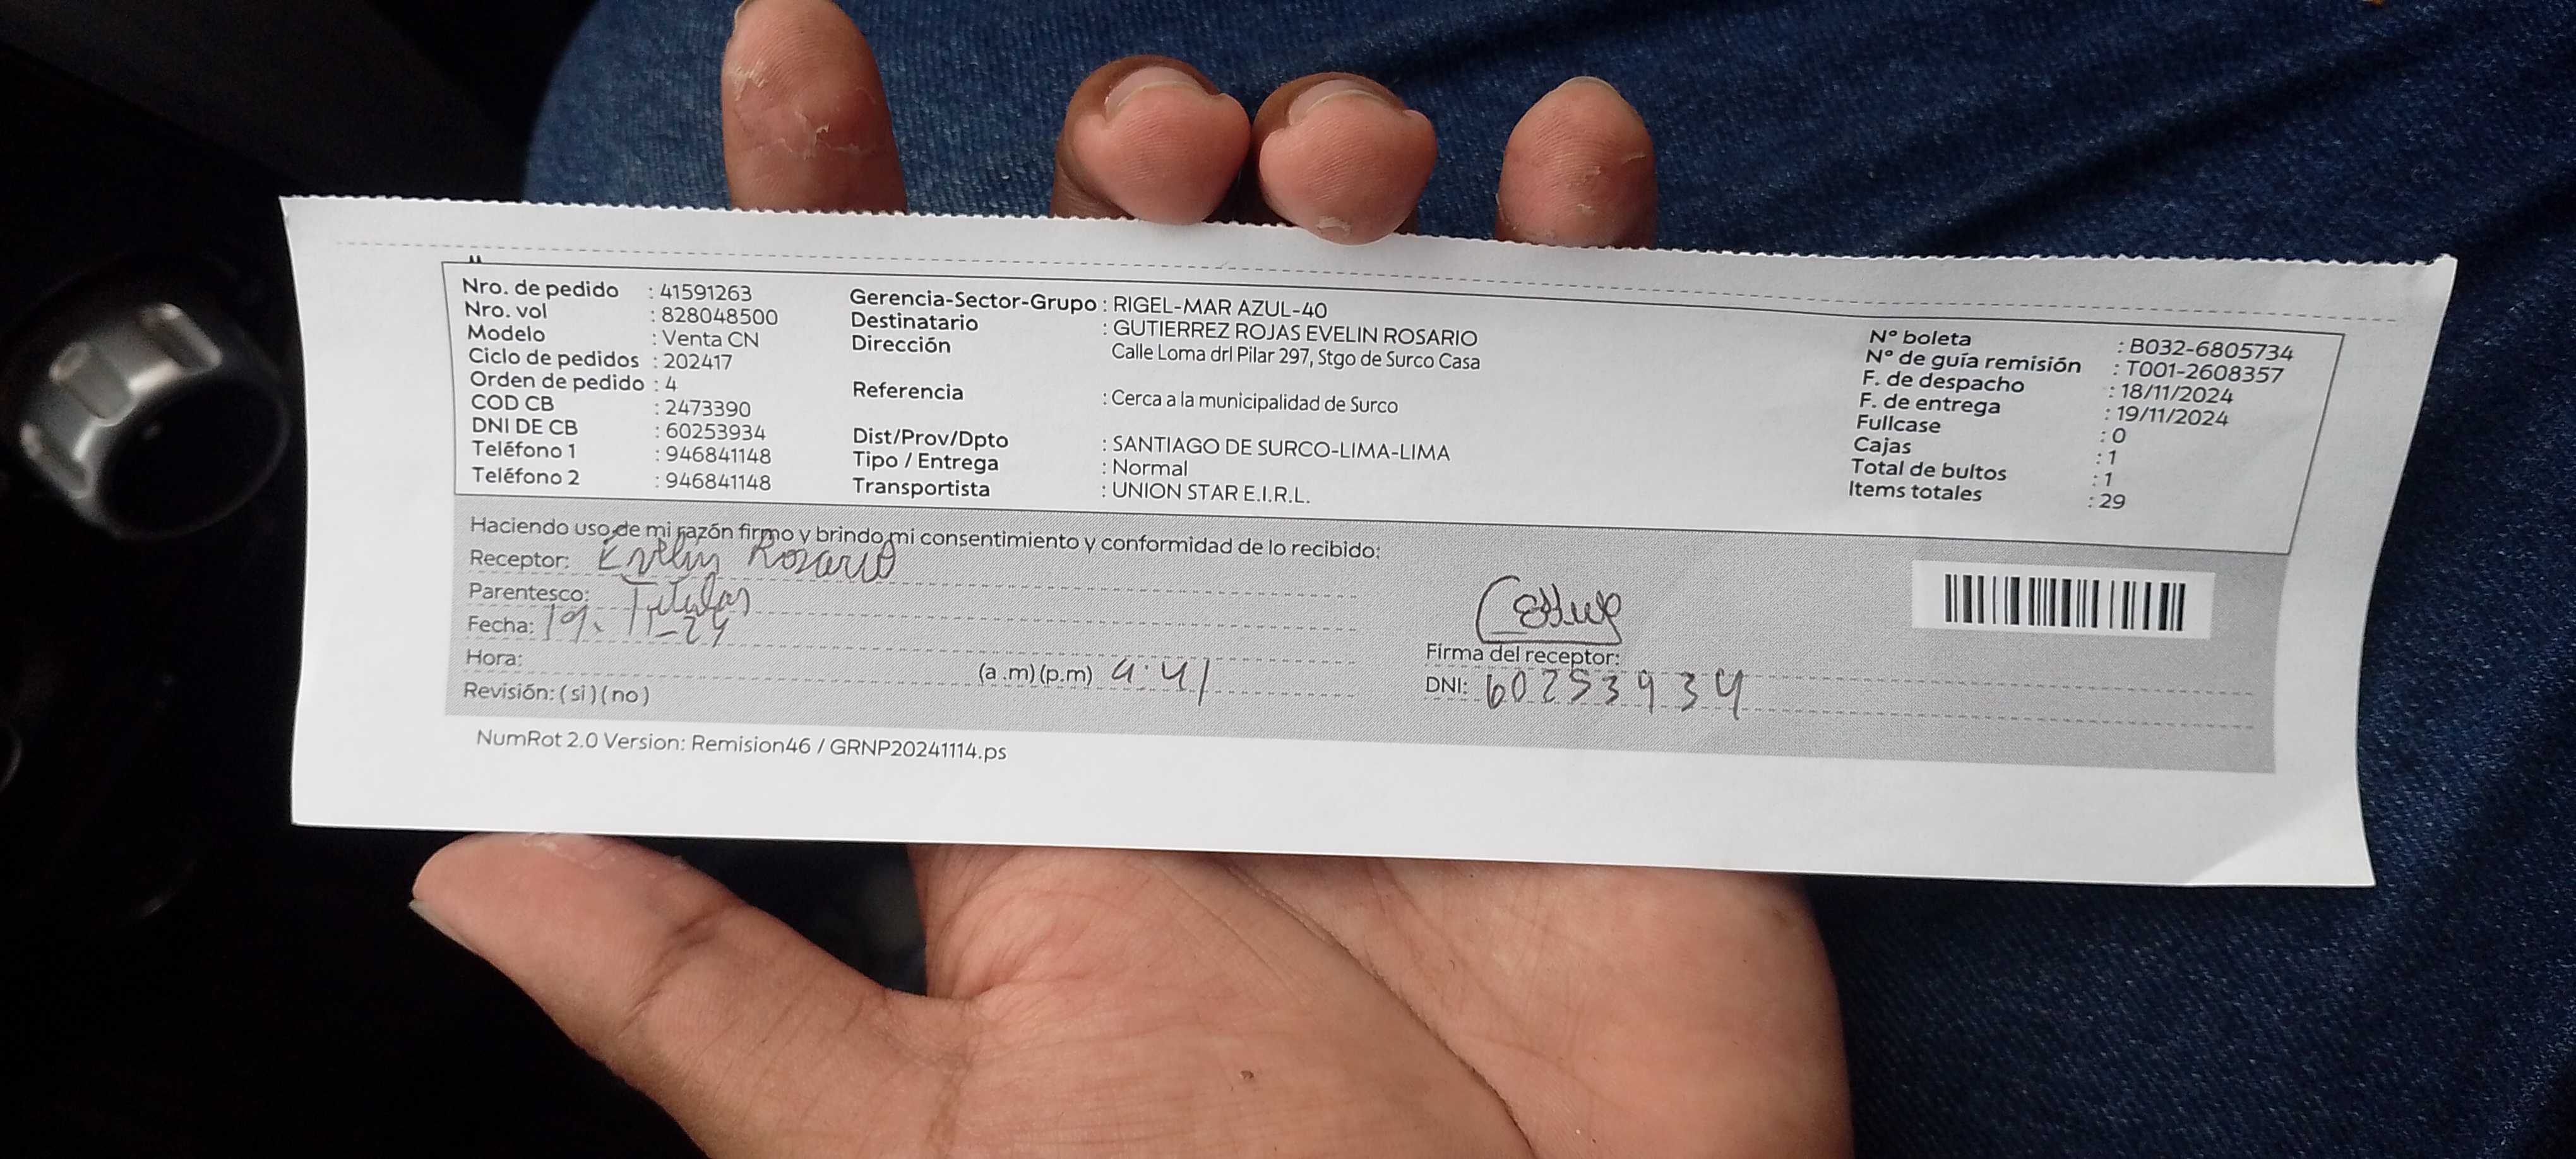 Nro. de pedido : 41591263
Nro. vol : 828048500
Modelo : Venta CN
Ciclo de pedidos : 202417
Orden de pedido : 4
COD CB : 2473390
DNI DE CB : 60253934
Teléfono 1 : 946841148
Teléfono 2 : 946841148
Gerencia-Sector-Grupo : RIGEL-MAR AZUL-40
Destinatario : GUTIERREZ ROJAS EVELIN ROSARIO
Dirección Calle Loma drl Pilar 297, Stgo de Surco Casa
Referencia : Cerca a la municipalidad de Surco
Dist/Prov/Dpto : SANTIAGO DE SURCO-LIMA-LIMA
Tipo / Entrega : Normal
Transportista : UNION STAR E.I.R.L.
N° boleta : B032-6805734
N° de guía remisión : T001-2608357
F. de despacho : 18/11/2024
F. de entrega : 19/11/2024
Fullcase : 0
Cajas : 1
Total de bultos : 1
Items totales : 29
Haciendo uso de mi razón firmo y brindo mi consentimiento y conformidad de lo recibido:
Receptor: Evelin Rosario
Parentesco: Titular
Fecha: 19-11-24
Hora: (a .m) (p.m) 4:41
Revisión: ( si ) ( no )
Firma del receptor:
DNI: 60253934
NumRot 2.0 Version: Remision46 / GRNP20241114.ps